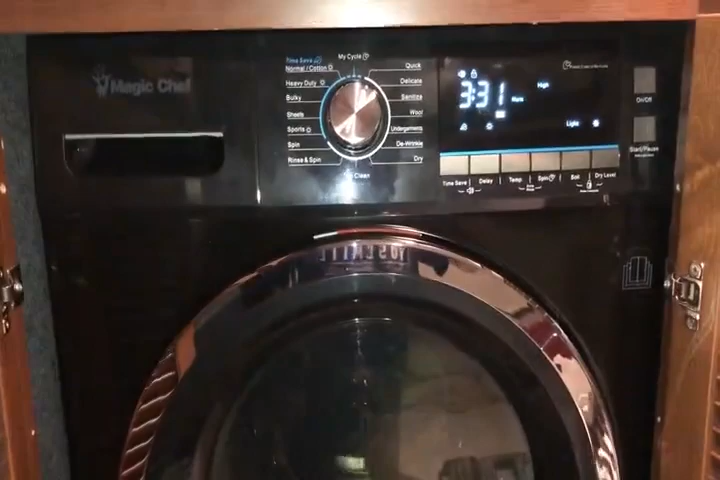 Magic Chef
My Cycle
Time Save
Normal / Cotton
Heavy Duty
Bulky
Sheets
Sports
Spin
Rinse & Spin
Quick
Delicate
Sanitize
Wool
Undergarments
De-Wrinkle
Dry
Clean
3:31
High
Light
Time Save
Delay
Temp
Spin
Soil
Dry Level
On/Off
Start/Pause
YOSEMITE